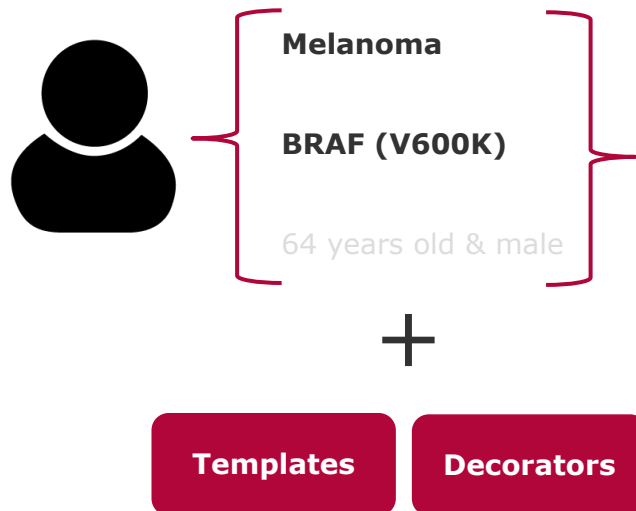 Melanoma
BRAF (V600K)
64 years old & male
+
Templates
Decorators